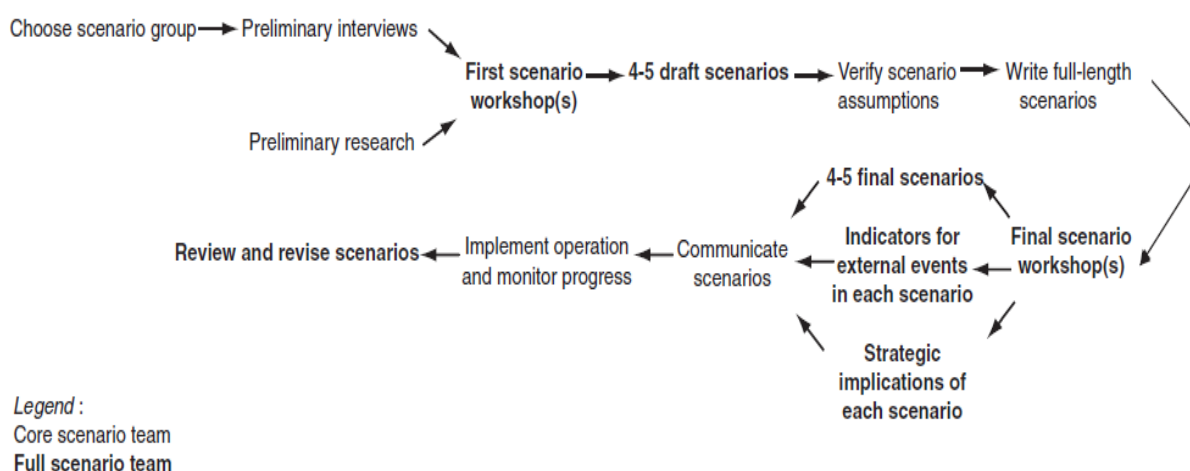 Choose scenario group
Preliminary interviews
First scenario
workshop(s)
4-5 draft scenarios
Verify scenario
assumptions
Write full-length
scenarios
Preliminary research
4-5 final scenarios
Review and revise scenarios
Implement operation
and monitor progress
Communicate
scenarios
Indicators for
external events
in each scenario
Final scenario
workshop(s)
Strategic
implications of
each scenario
Legend :
Core scenario team
Full scenario team